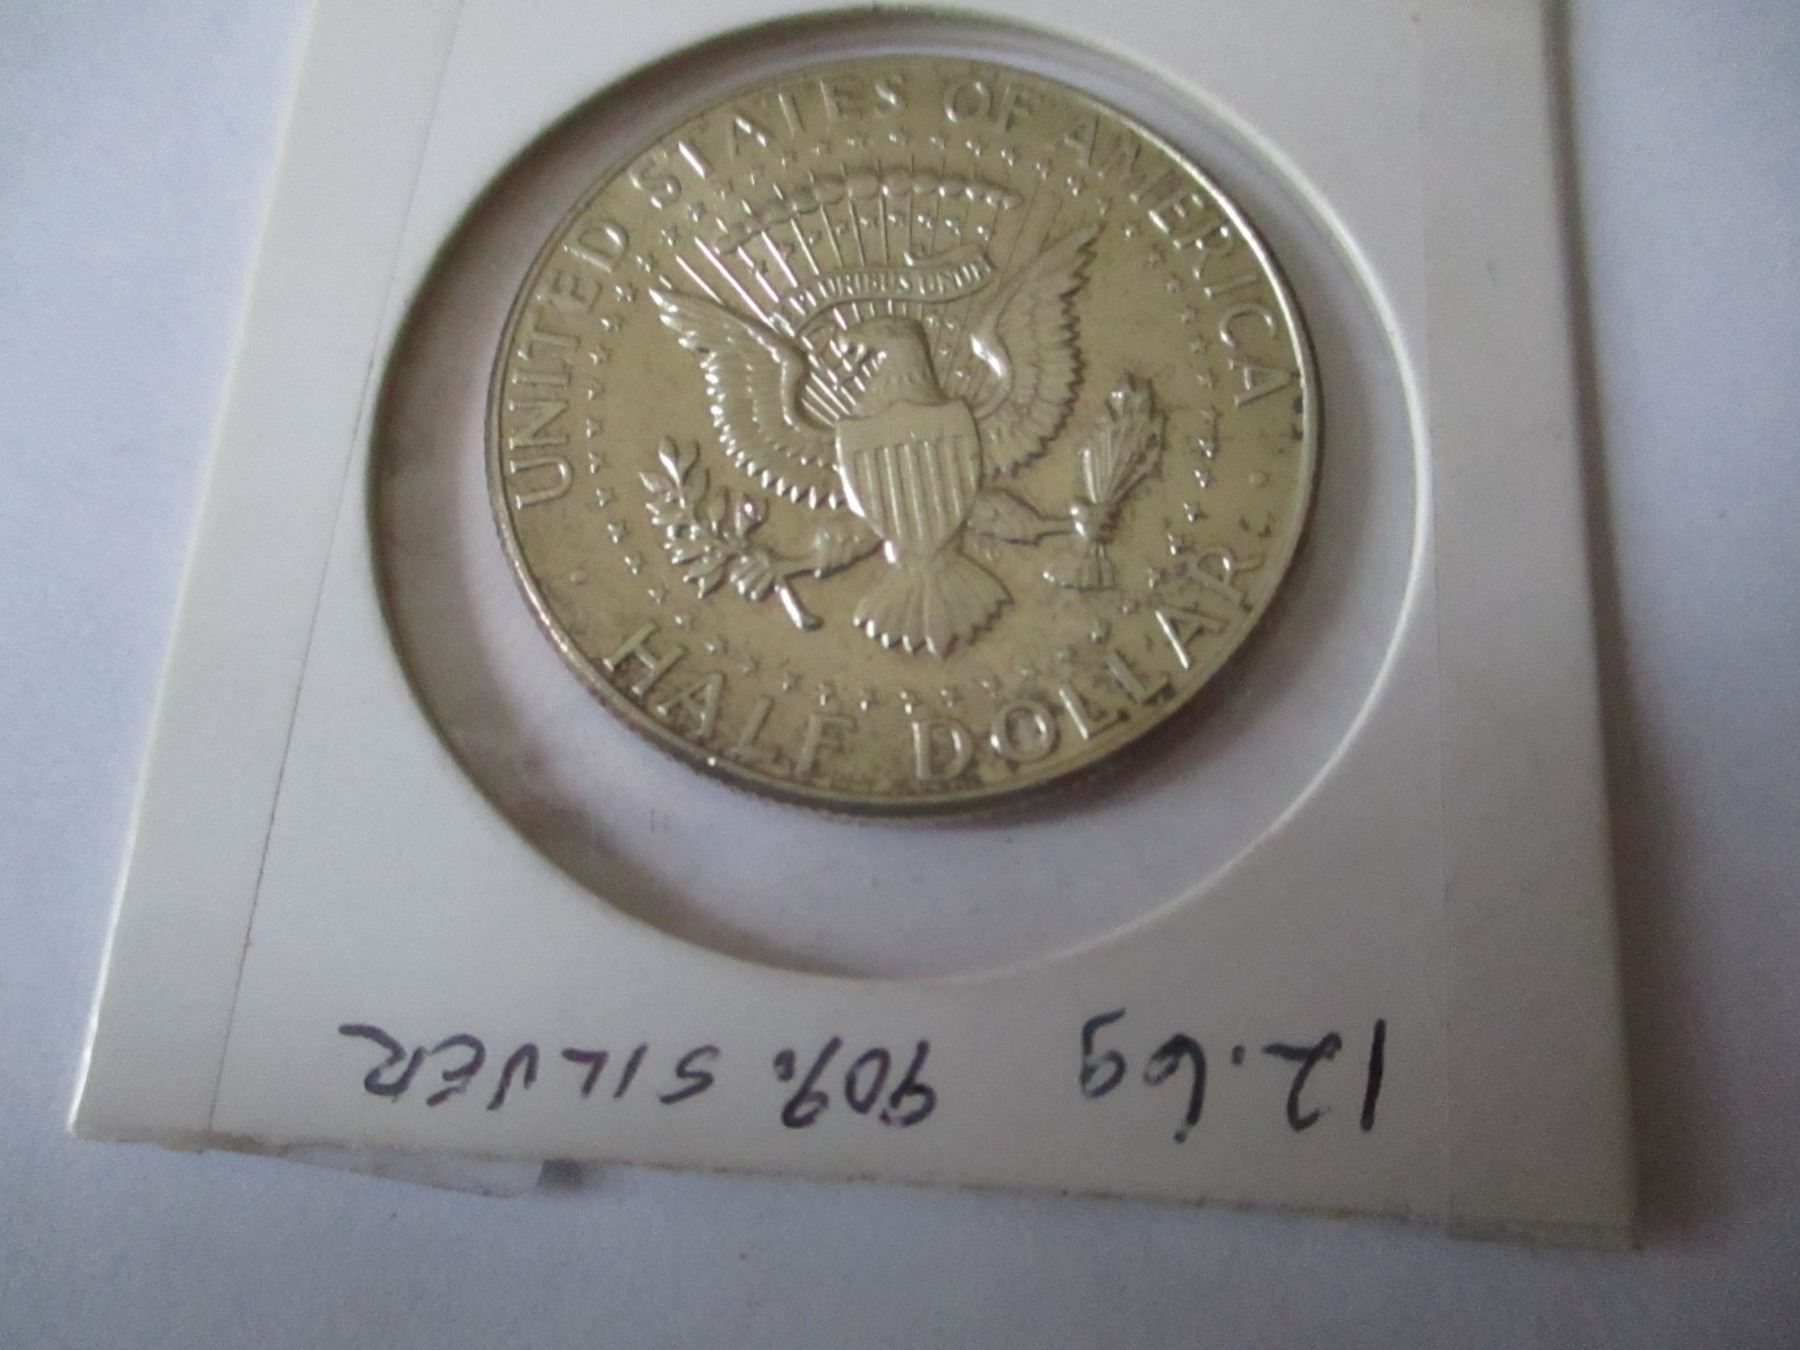 UNITED STATES OF AMERICA
PLURIBUS UNUM
HALF DOLLAR
12.6g 90% SILVER